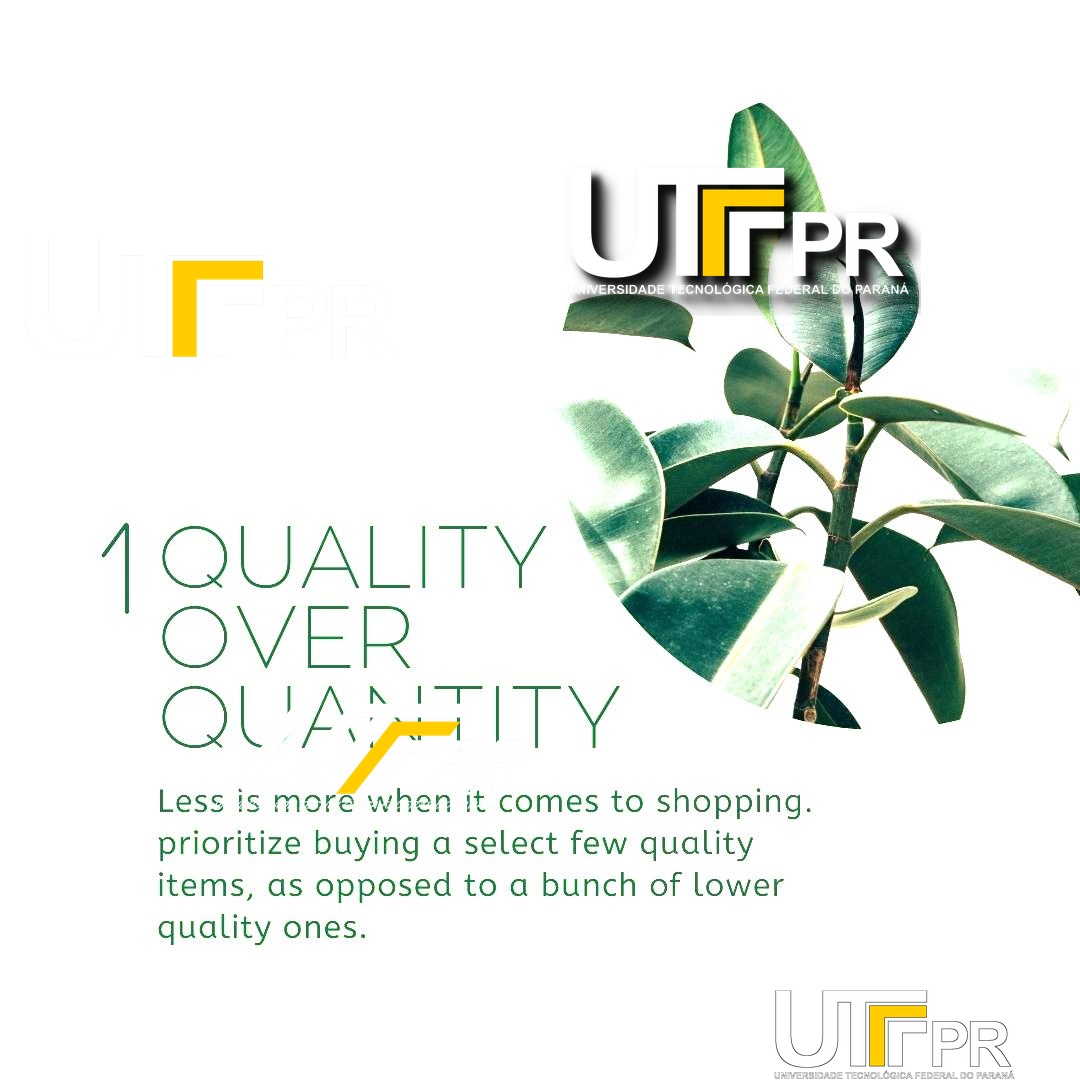 UTFPR
UNIVERSIDADE TECNOLÓGICA FEDERAL DO PARANÁ
UTFPR
1 QUALITY
OVER
QUANTITY
Less is more when it comes to shopping.
prioritize buying a select few quality
items, as opposed to a bunch of lower
quality ones.
UTFPR
UNIVERSIDADE TECNOLÓGICA FEDERAL DO PARANÁ